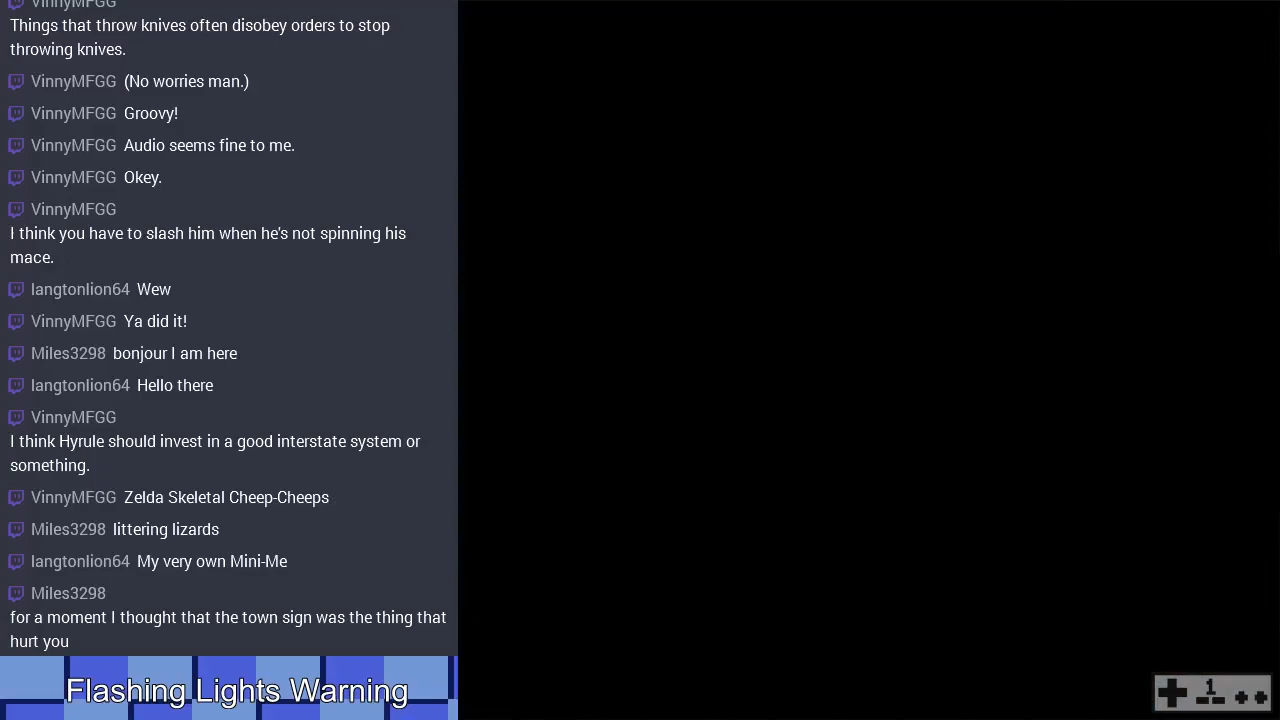 VinnyMFGG
Things that throw knives often disobey orders to stop
throwing knives.
VinnyMFGG (No worries man.)
VinnyMFGG Groovy!
VinnyMFGG Audio seems fine to me.
VinnyMFGG Okey.
VinnyMFGG
I think you have to slash him when he's not spinning his
mace.
langtonlion64 Wew
VinnyMFGG Ya did it!
Miles3298 bonjour I am here
langtonlion64 Hello there
VinnyMFGG
I think Hyrule should invest in a good interstate system or
something.
VinnyMFGG Zelda Skeletal Cheep-Cheeps
Miles3298 littering lizards
langtonlion64 My very own Mini-Me
Miles3298
for a moment I thought that the town sign was the thing that
hurt you
Flashing Lights Warning
1